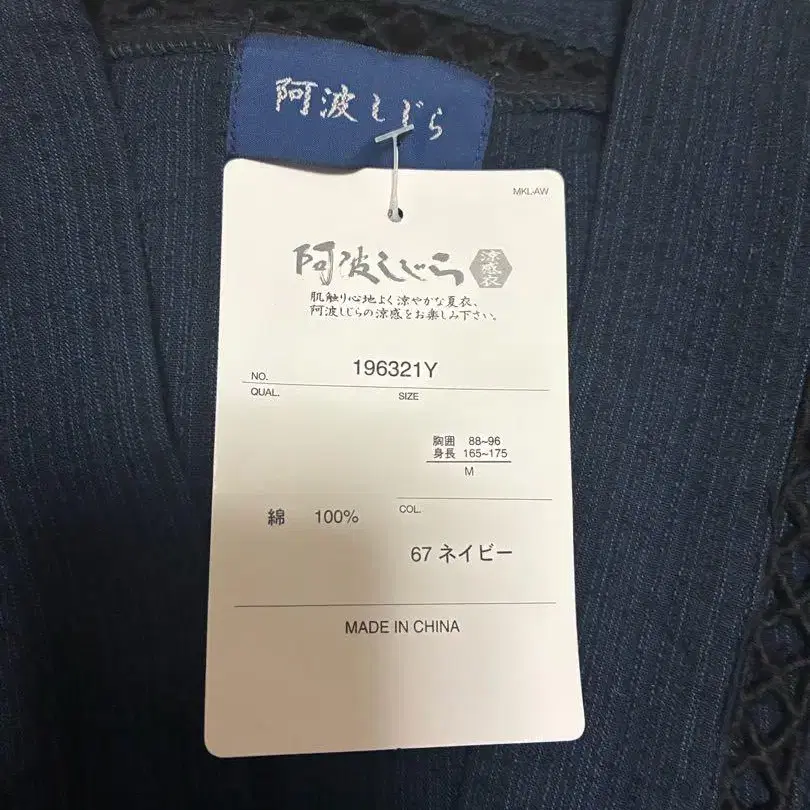 阿波しじら
MKL-AW
阿波しじら 涼感衣
肌触り心地よく涼やかな夏衣、
阿波しじらの涼感をお楽しみ下さい。
NO. 196321Y
QUAL. SIZE
胸囲 88~96
身長 165~175
M
綿 100%
COL.
67 ネイビー
MADE IN CHINA